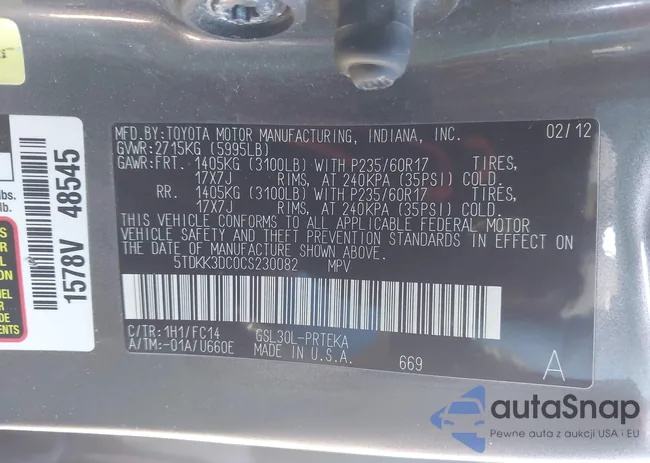 MFD.BY:TOYOTA MOTOR MANUFACTURING, INDIANA, INC. 02/12
GVWR:2715KG (5995LB)
GAWR:FRT. 1405KG (3100LB) WITH P235/60R17 TIRES,
17X7J RIMS, AT 240KPA (35PSI) COLD.
RR. 1405KG (3100LB) WITH P235/60R17 TIRES,
17X7J RIMS, AT 240KPA (35PSI) COLD.
THIS VEHICLE CONFORMS TO ALL APPLICABLE FEDERAL MOTOR
VEHICLE SAFETY AND THEFT PREVENTION STANDARDS IN EFFECT ON
THE DATE OF MANUFACTURE SHOWN ABOVE.
5TDKK3DC0CS230082 MPV
C/TR:1H1/FC14 GSL30L-PRTEKA
A/TM:-01A/U660E MADE IN U.S.A. 669 A
1578V 48545
lbs.
lb.
autaSnap
Pewne auta z aukcji USA i EU